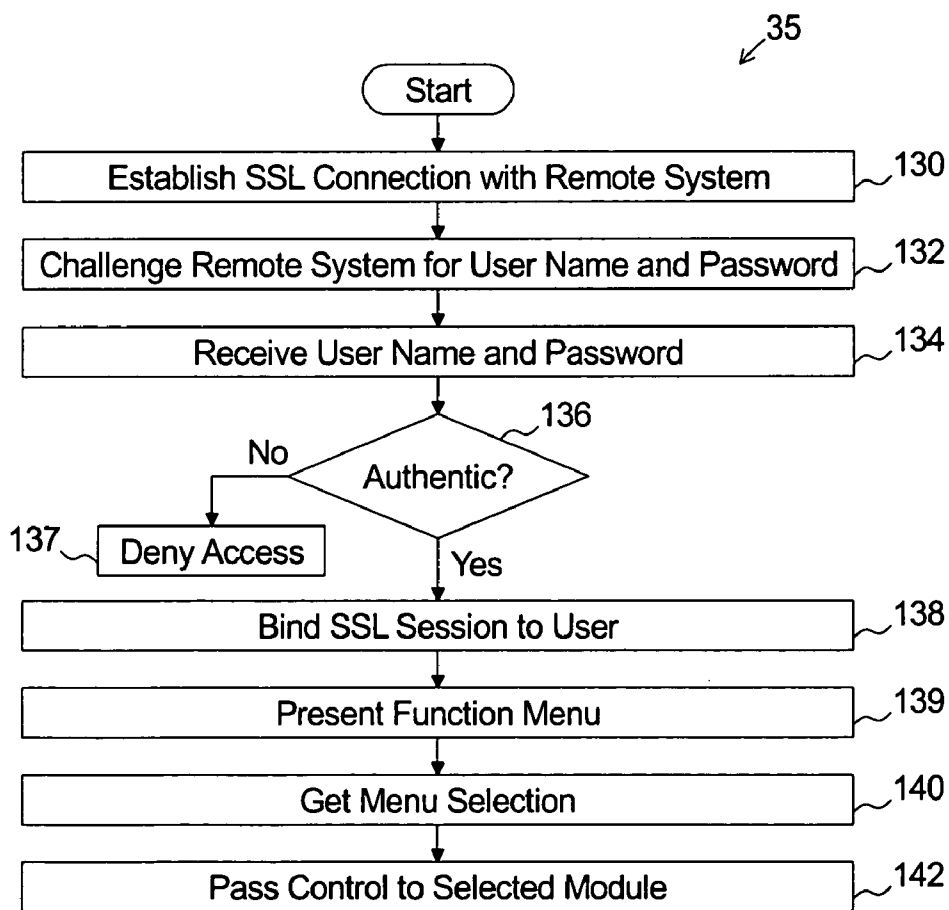 35
Start
Establish SSL Connection with Remote System
130
Challenge Remote System for User Name and Password
132
Receive User Name and Password
134
136
Authentic?
No
137
Deny Access
Yes
Bind SSL Session to User
138
Present Function Menu
139
Get Menu Selection
140
Pass Control to Selected Module
142